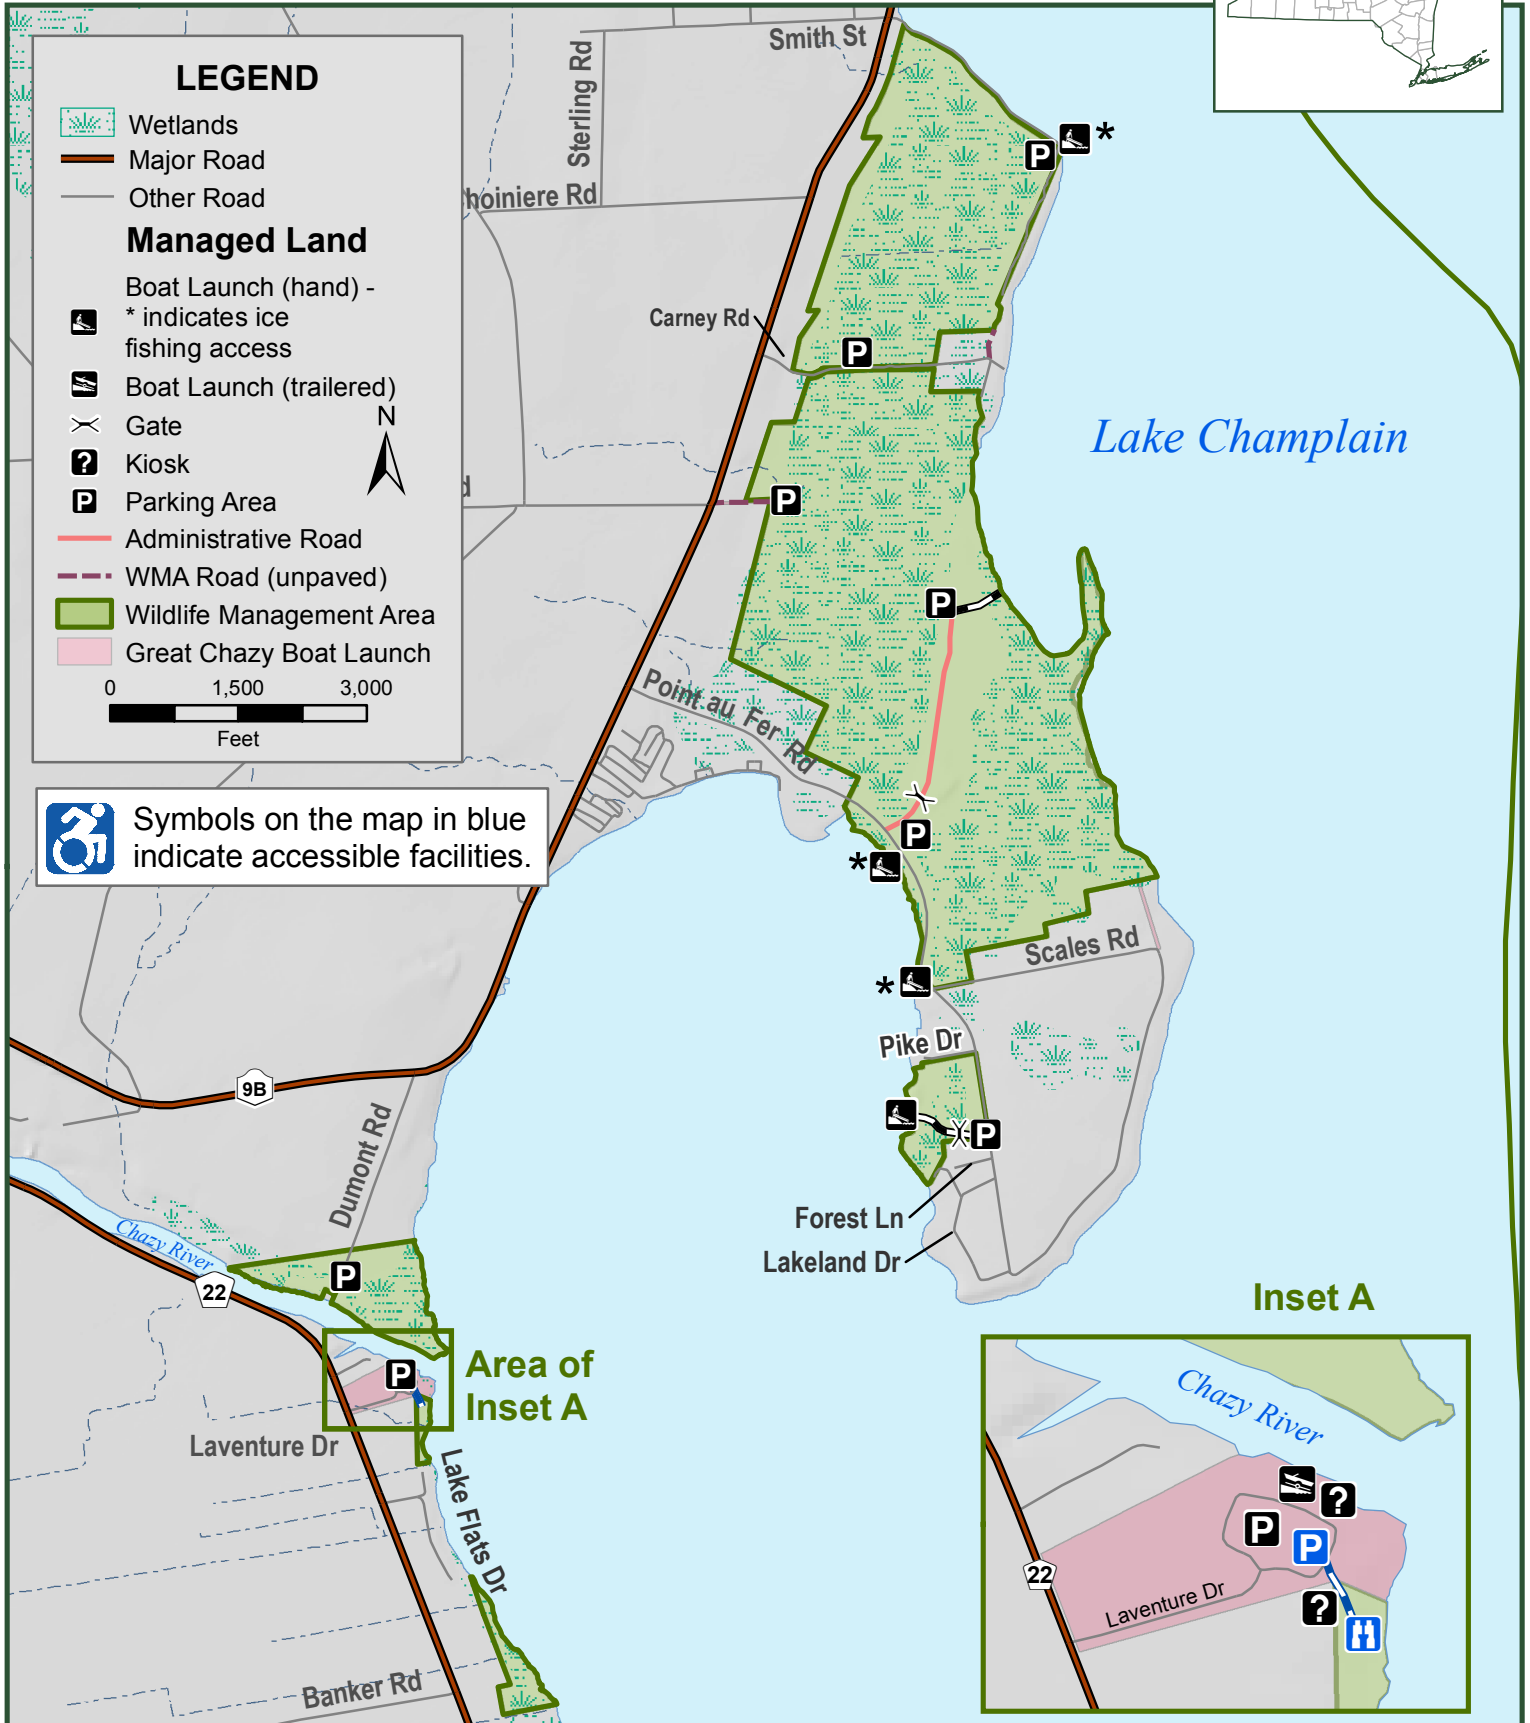 LEGEND
Wetlands
Major Road
Other Road
Managed Land
Boat Launch (hand) -
* indicates ice
fishing access
Boat Launch (trailered)
Gate
? Kiosk
P Parking Area
Administrative Road
WMA Road (unpaved)
Wildlife Management Area
Great Chazy Boat Launch
N
0 1,500 3,000
Feet
Symbols on the map in blue
indicate accessible facilities.
Smith St
Sterling Rd
hoiniere Rd
P
*
Carney Rd
P
Lake Champlain
d
P
P
Point au Fer Rd
P
*
Scales Rd
*
Pike Dr
9B
P
Dumont Rd
Forest Ln
Lakeland Dr
Chazy River
22
P
P
Area of
Inset A
Laventure Dr
Lake Flats Dr
Banker Rd
Inset A
Chazy River
?
P
P
22
Laventure Dr
?